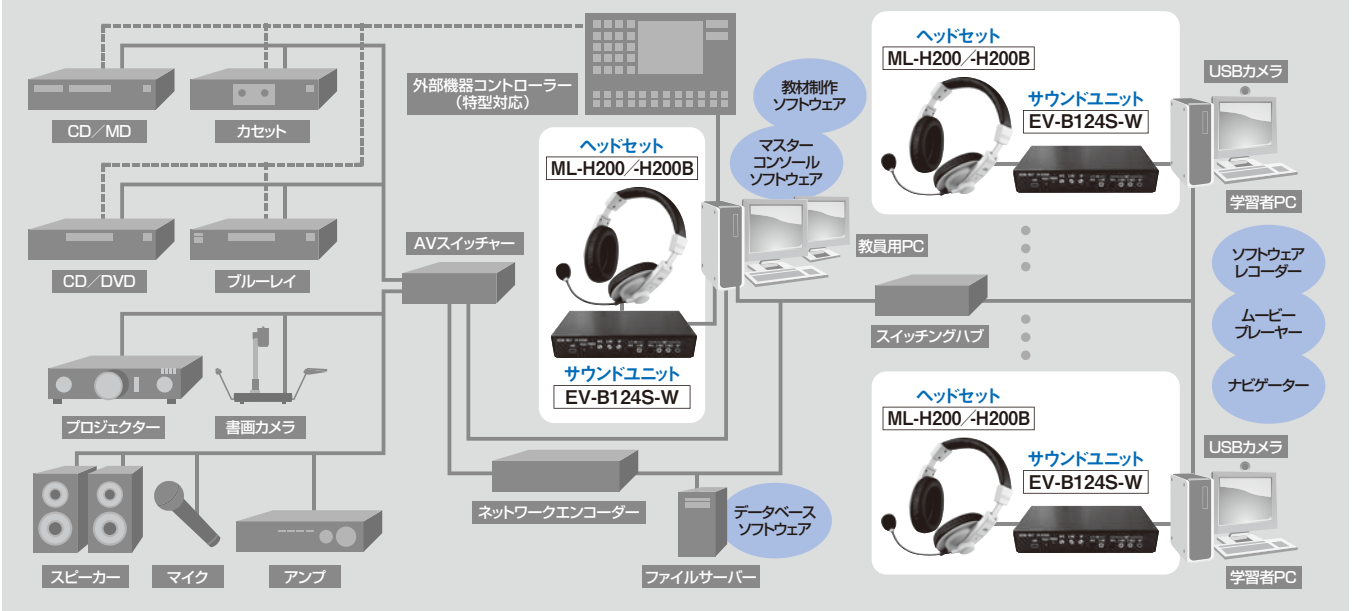 CD／MD
カセット
CD／DVD
ブルーレイ
プロジェクター
書画カメラ
スピーカー
マイク
アンプ
外部機器コントローラー
（特型対応）
AVスイッチャー
ヘッドセット
ML-H200／-H200B
サウンドユニット
EV-B124S-W
教材制作
ソフトウェア
マスター
コンソール
ソフトウェア
教員用PC
ネットワークエンコーダー
ファイルサーバー
データベース
ソフトウェア
スイッチングハブ
ヘッドセット
ML-H200／-H200B
サウンドユニット
EV-B124S-W
USBカメラ
学習者PC
ソフトウェア
レコーダー
ムービー
プレーヤー
ナビゲーター
ヘッドセット
ML-H200／-H200B
サウンドユニット
EV-B124S-W
USBカメラ
学習者PC